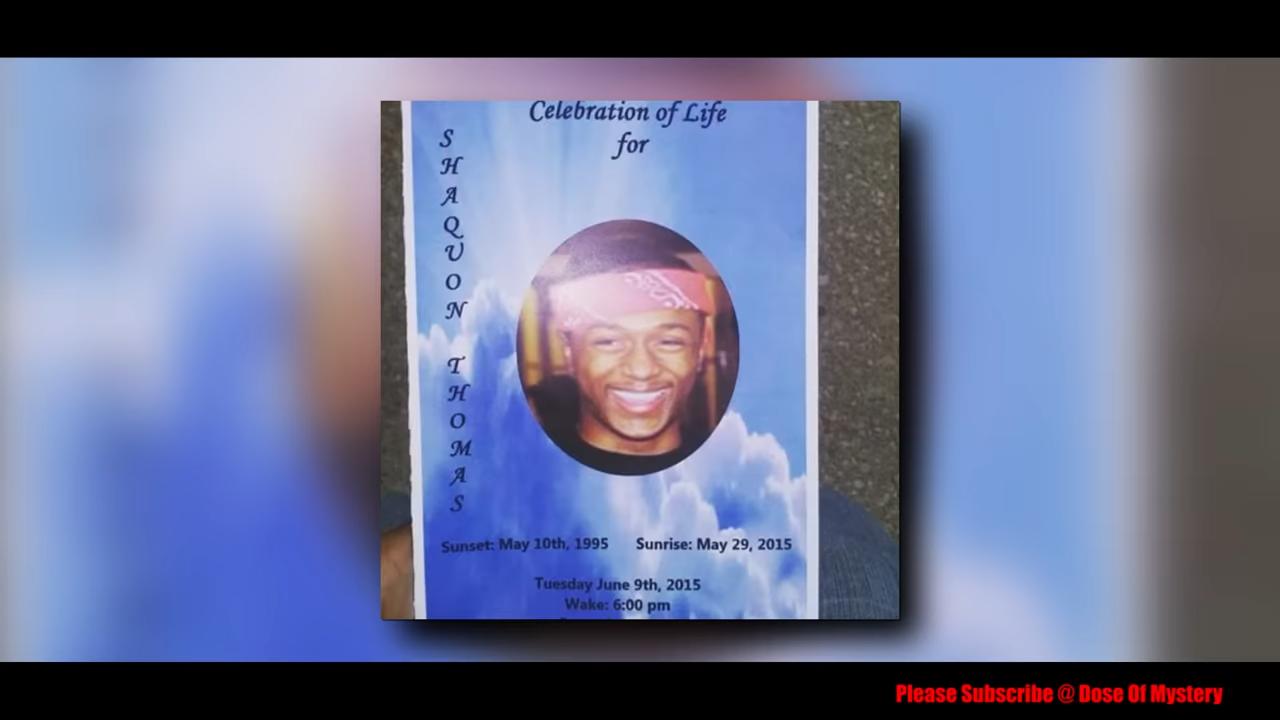 Celebration of Life
for
SHAQUON THOMAS
Sunset: May 10th, 1995 Sunrise: May 29, 2015
Tuesday June 9th, 2015
Wake: 6:00 pm
Please Subscribe @ Dose Of Mystery